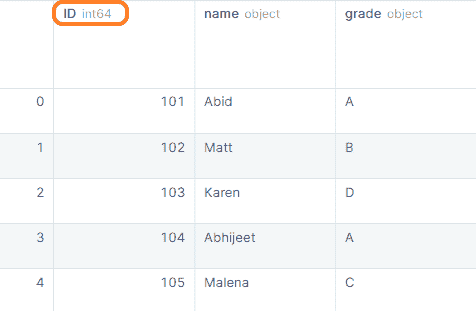 ID int64 name object grade object
0 101 Abid A
1 102 Matt B
2 103 Karen D
3 104 Abhijeet A
4 105 Malena C